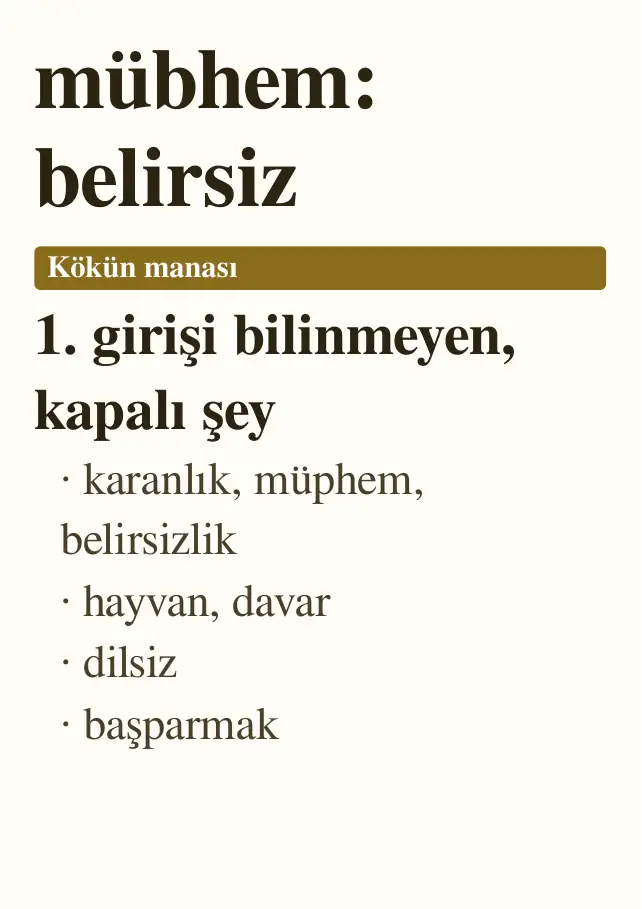 mübhem:
belirsiz
Kökün manası
1. girişi bilinmeyen,
kapalı şey
· karanlık, müphem,
belirsizlik
· hayvan, davar
· dilsiz
· başparmak